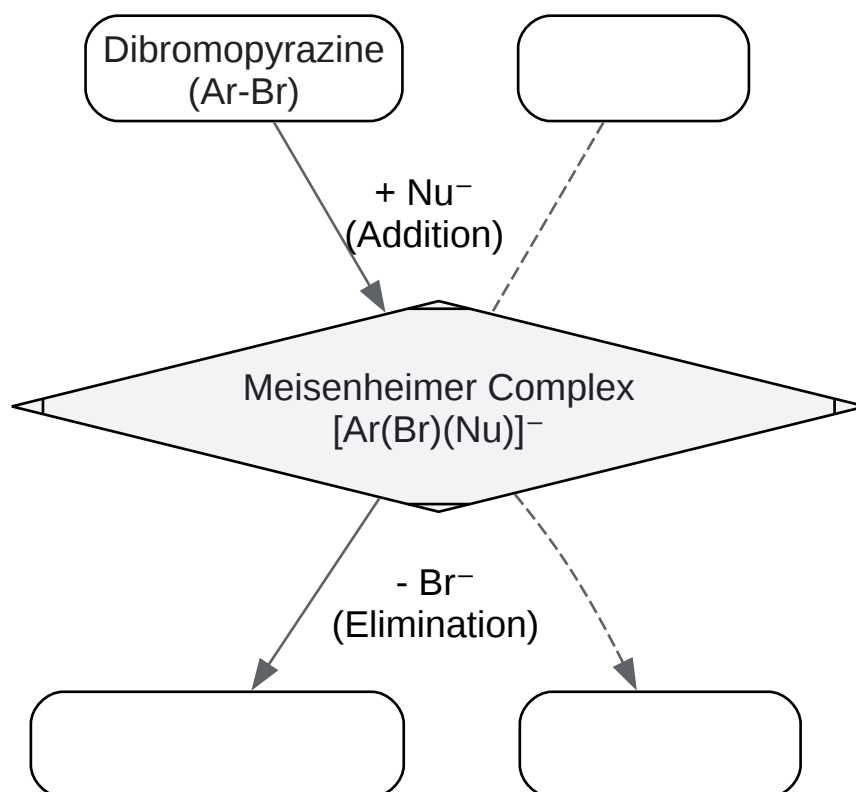 Dibromopyrazine
(Ar-Br)
+ Nu⁻
(Addition)
Meisenheimer Complex
[Ar(Br)(Nu)]⁻
- Br⁻
(Elimination)